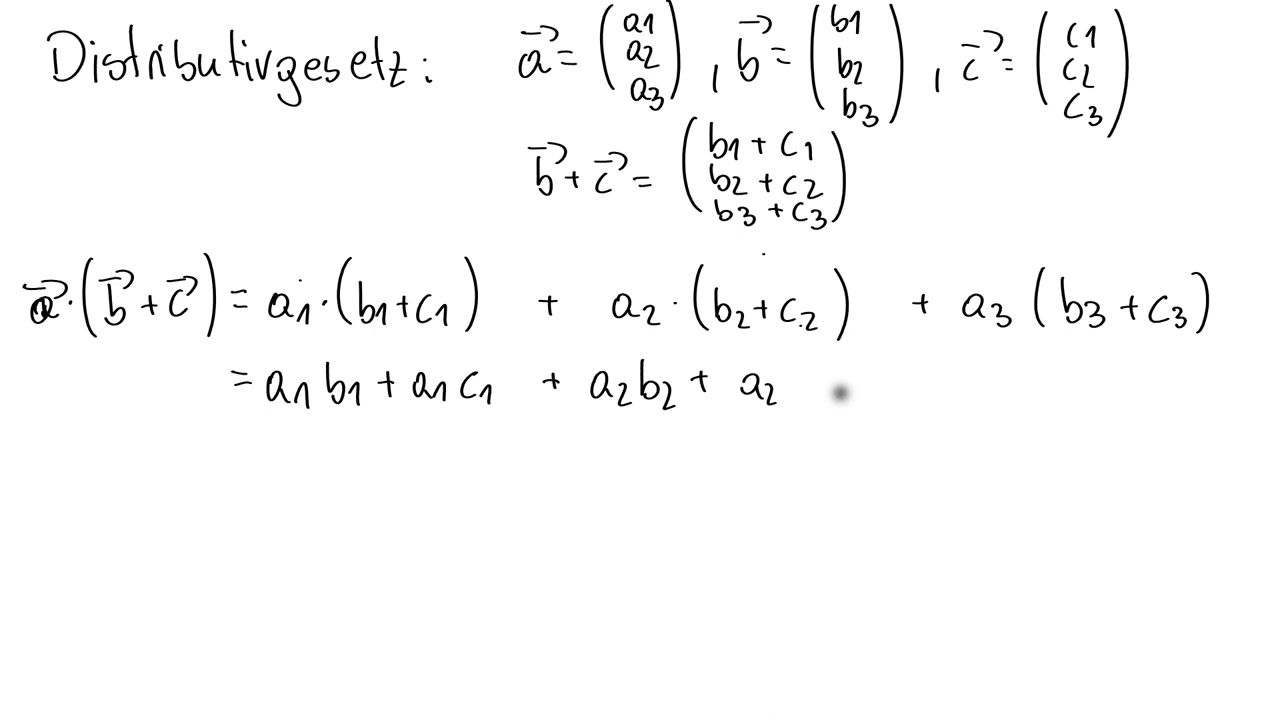 Distributivgesetz: a⃗ = (a1 a2 a3), b⃗ = (b1 b2 b3), c⃗ = (c1 c2 c3)
b⃗ + c⃗ = (b1 + c1 b2 + c2 b3 + c3)
a⃗ · (b⃗ + c⃗) = a1 · (b1 + c1) + a2 · (b2 + c2) + a3 (b3 + c3)
= a1 b1 + a1 c1 + a2 b2 + a2